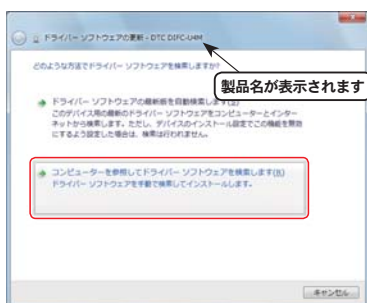 ドライバー ソフトウェアの更新 - DTC DIFC-U4M
どのような方法でドライバー ソフトウェアを検索しますか?
製品名が表示されます
ドライバー ソフトウェアの最新版を自動検索します(S)
このデバイス用の最新のドライバー ソフトウェアをコンピューターとインター
ネットから検索します。ただし、デバイスのインストール設定でこの機能を無効
にするよう設定した場合は、検索は行われません。
コンピューターを参照してドライバー ソフトウェアを検索します(R)
ドライバー ソフトウェアを手動で検索してインストールします。
キャンセル